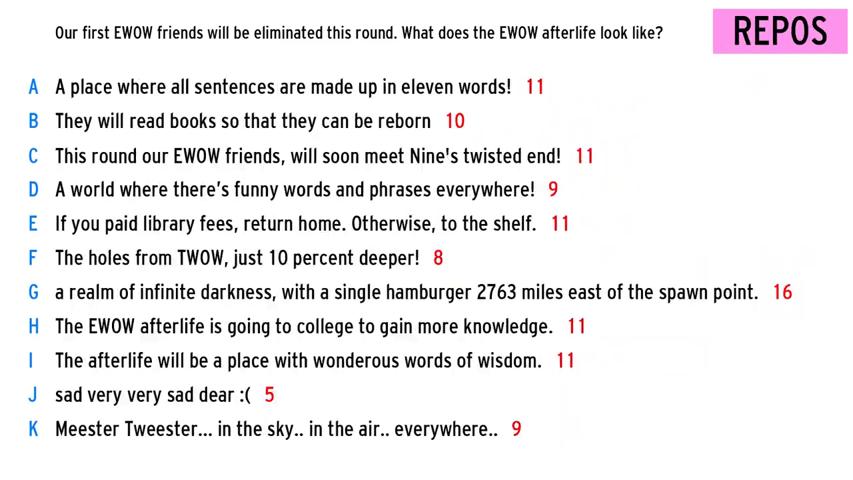 Our first EWOW friends will be eliminated this round. What does the EWOW afterlife look like?
REPOS
A A place where all sentences are made up in eleven words! 11
B They will read books so that they can be reborn 10
C This round our EWOW friends, will soon meet Nine's twisted end! 11
D A world where there's funny words and phrases everywhere! 9
E If you paid library fees, return home. Otherwise, to the shelf. 11
F The holes from TWOW, just 10 percent deeper! 8
G a realm of infinite darkness, with a single hamburger 2763 miles east of the spawn point. 16
H The EWOW afterlife is going to college to gain more knowledge. 11
I The afterlife will be a place with wonderous words of wisdom. 11
J sad very very sad dear :( 5
K Meester Tweester... in the sky.. in the air.. everywhere.. 9